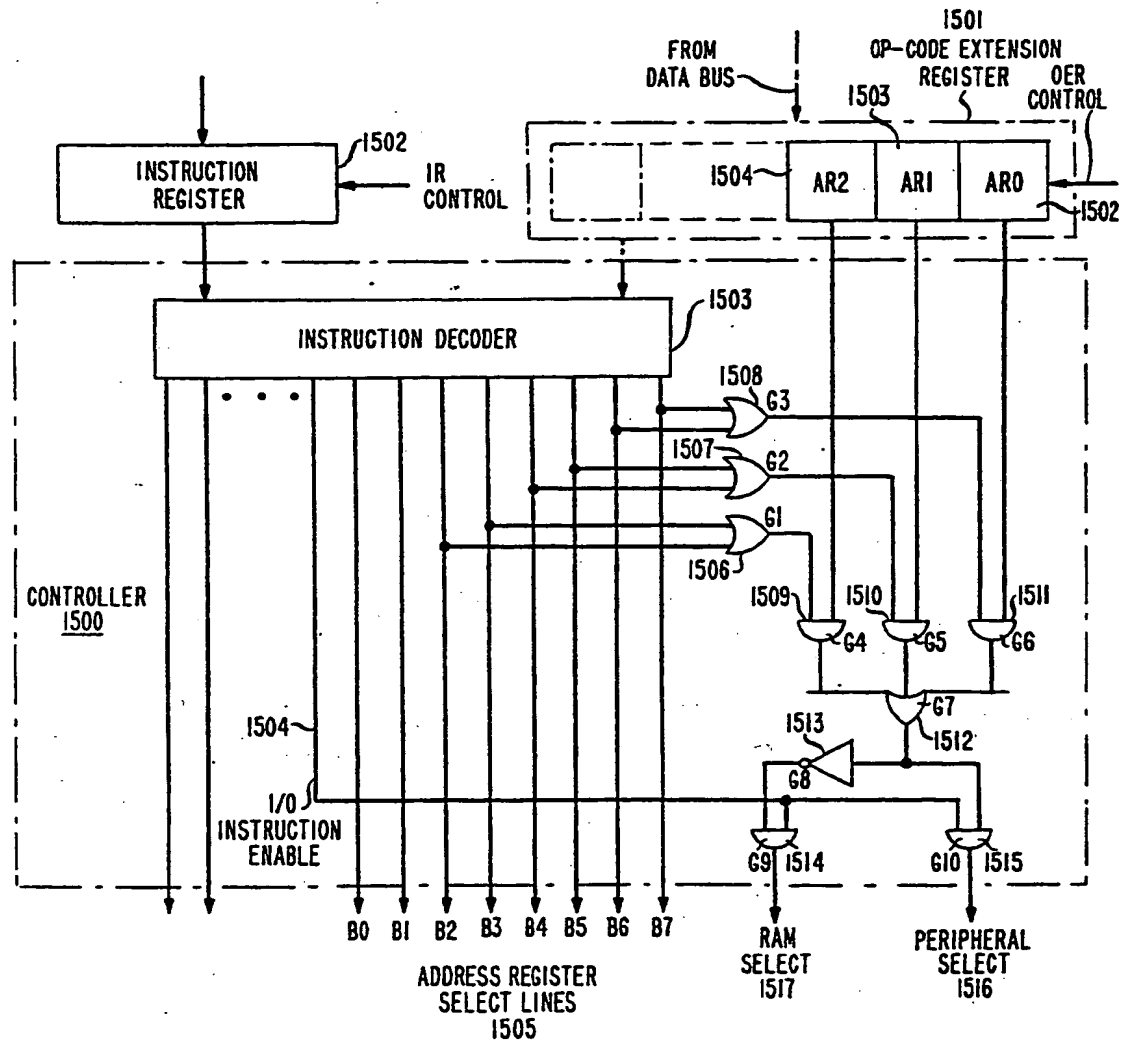 1501
OP-CODE EXTENSION
REGISTER
FROM
DATA BUS
OER
CONTROL
1503
1502
INSTRUCTION
REGISTER
IR
CONTROL
1504
AR2
AR1
AR0
1502
1503
INSTRUCTION DECODER
1508
G3
1507
G2
G1
1506
CONTROLLER
1500
1509
1510
1511
G4
G5
G6
G7
1504
1513
1512
G8
I/O
INSTRUCTION
ENABLE
G9
1514
G10
1515
B0
B1
B2
B3
B4
B5
B6
B7
RAM
SELECT
1517
PERIPHERAL
SELECT
1516
ADDRESS REGISTER
SELECT LINES
1505